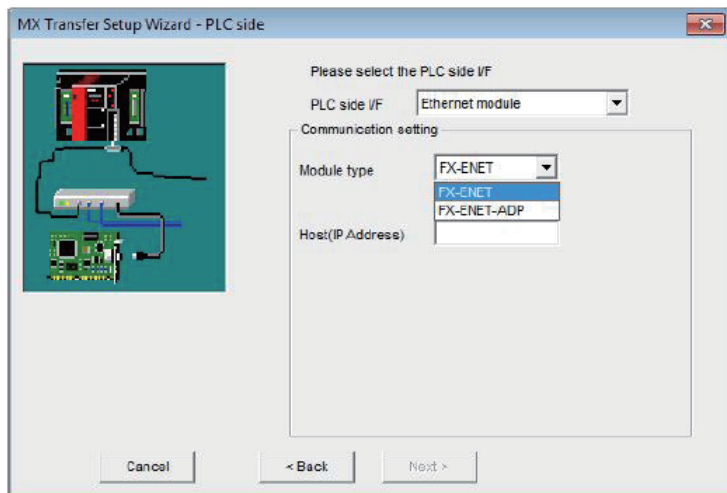 MX Transfer Setup Wizard - PLC side
Please select the PLC side I/F
PLC side I/F Ethernet module
Communication setting
Module type FX-ENET
FX-ENET
FX-ENET-ADP
Host(IP Address)
Cancel < Back Next >